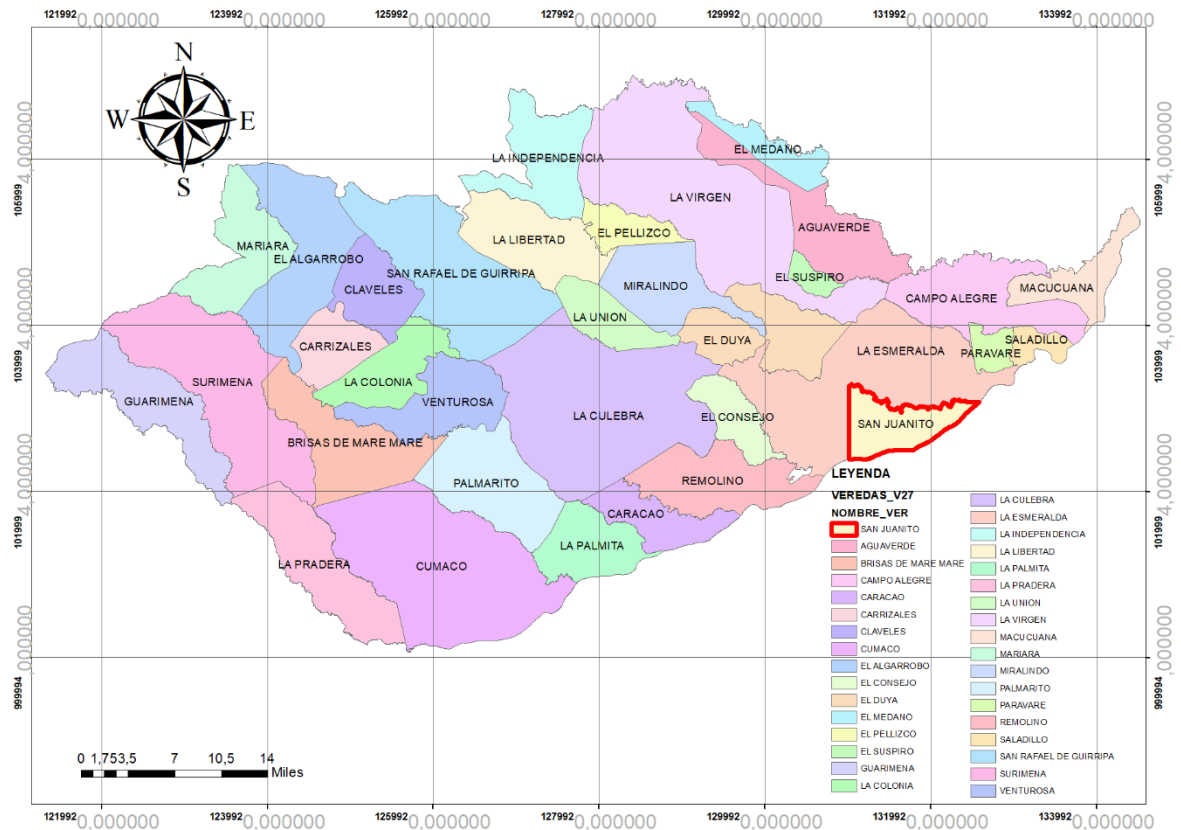 121992 0,000000 123992 0,000000 125992 0,000000 127992 0,000000 129992 0,000000 131992 0,000000 133992 0,000000
N
W E
S
105999 4,000000
105999 4,000000
103999 4,000000
103999 4,000000
101999 4,000000
101999 4,000000
999994 ,000000
999994 ,000000
EL MEDANO
LA INDEPENDENCIA
LA VIRGEN
AGUAVERDE
EL PELLIZCO
LA LIBERTAD
MARIARA
EL ALGARROBO
SAN RAFAEL DE GUIRRIPA
EL SUSPIRO
CLAVELES
MIRALINDO
MACUCUANA
CAMPO ALEGRE
LA UNION
EL DUYA
SALADILLO
CARRIZALES
LA ESMERALDA
PARAVARE
SURIMENA
LA COLONIA
GUARIMENA
VENTUROSA
LA CULEBRA
EL CONSEJO
SAN JUANITO
BRISAS DE MARE MARE
PALMARITO
REMOLINO
CARACAO
LA PALMITA
LA PRADERA
CUMACO
LEYENDA
VEREDAS_V27
NOMBRE_VER
SAN JUANITO
AGUAVERDE
BRISAS DE MARE MARE
CAMPO ALEGRE
CARACAO
CARRIZALES
CLAVELES
CUMACO
EL ALGARROBO
EL CONSEJO
EL DUYA
EL MEDANO
EL PELLIZCO
EL SUSPIRO
GUARIMENA
LA COLONIA
LA CULEBRA
LA ESMERALDA
LA INDEPENDENCIA
LA LIBERTAD
LA PALMITA
LA PRADERA
LA UNION
LA VIRGEN
MACUCUANA
MARIARA
MIRALINDO
PALMARITO
PARAVARE
REMOLINO
SALADILLO
SAN RAFAEL DE GUIRRIPA
SURIMENA
VENTUROSA
0 1,753,5 7 10,5 14
Miles
121992 0,000000 123992 0,000000 125992 0,000000 127992 0,000000 129992 0,000000 131992 0,000000 133992 0,000000